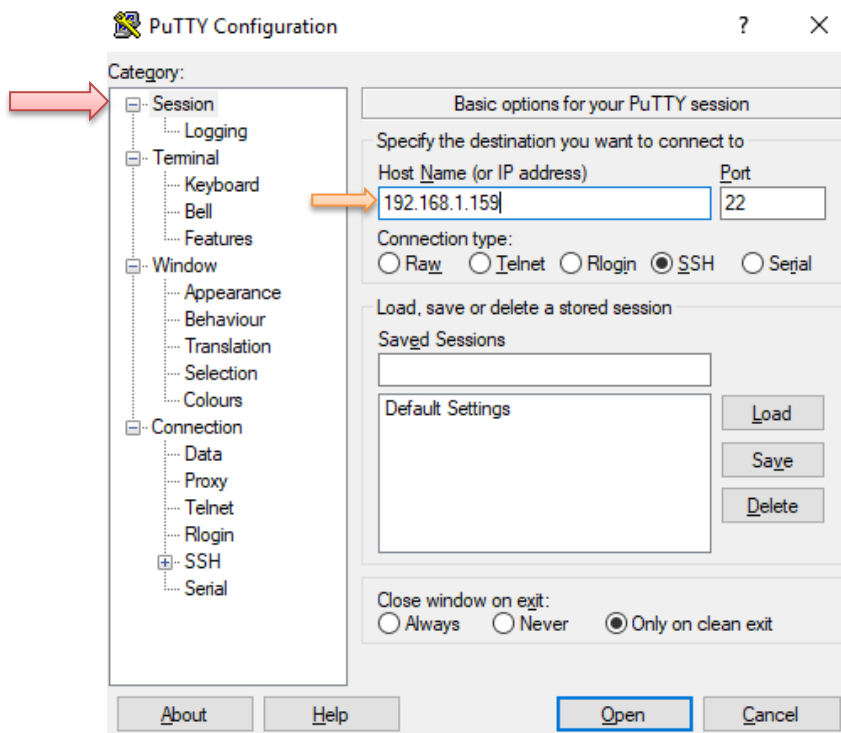 PuTTY Configuration
?
Category:
Session
Logging
Terminal
Keyboard
Bell
Features
Window
Appearance
Behaviour
Translation
Selection
Colours
Connection
Data
Proxy
Telnet
Rlogin
SSH
Serial
Basic options for your PuTTY session
Specify the destination you want to connect to
Host Name (or IP address) Port
192.168.1.159 22
Connection type:
Raw Telnet Rlogin SSH Serial
Load, save or delete a stored session
Saved Sessions
Default Settings
Load
Save
Delete
Close window on exit:
Always Never Only on clean exit
About Help Open Cancel